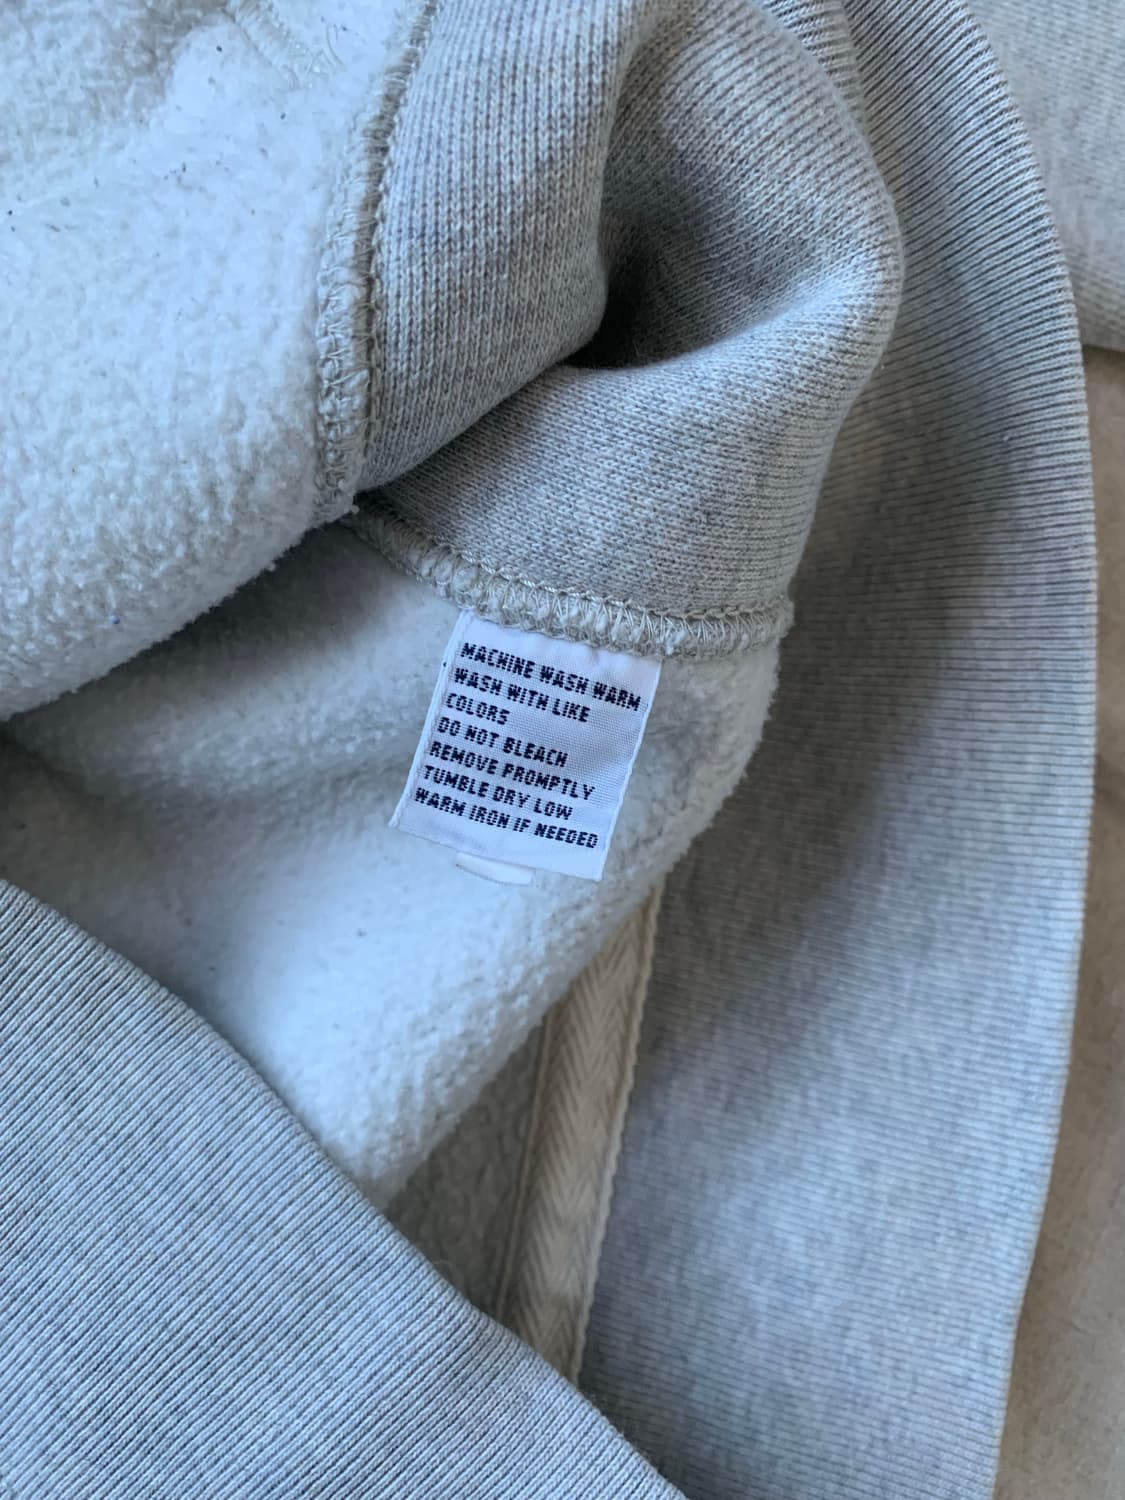 MACHINE WASH WARM
WASH WITH LIKE
COLORS
DO NOT BLEACH
REMOVE PROMPTLY
TUMBLE DRY LOW
WARM IRON IF NEEDED